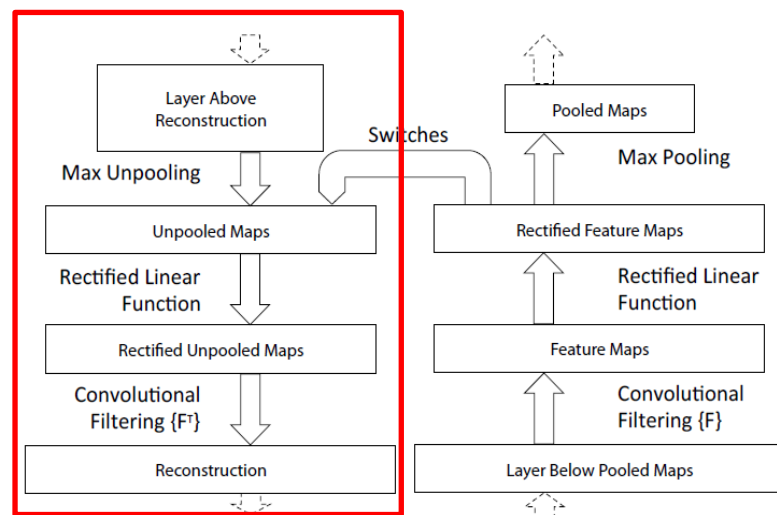 Layer Above
Reconstruction
Max Unpooling
Unpooled Maps
Rectified Linear
Function
Rectified Unpooled Maps
Convolutional
Filtering {Fᵀ}
Reconstruction
Switches
Pooled Maps
Max Pooling
Rectified Feature Maps
Rectified Linear
Function
Feature Maps
Convolutional
Filtering {F}
Layer Below Pooled Maps